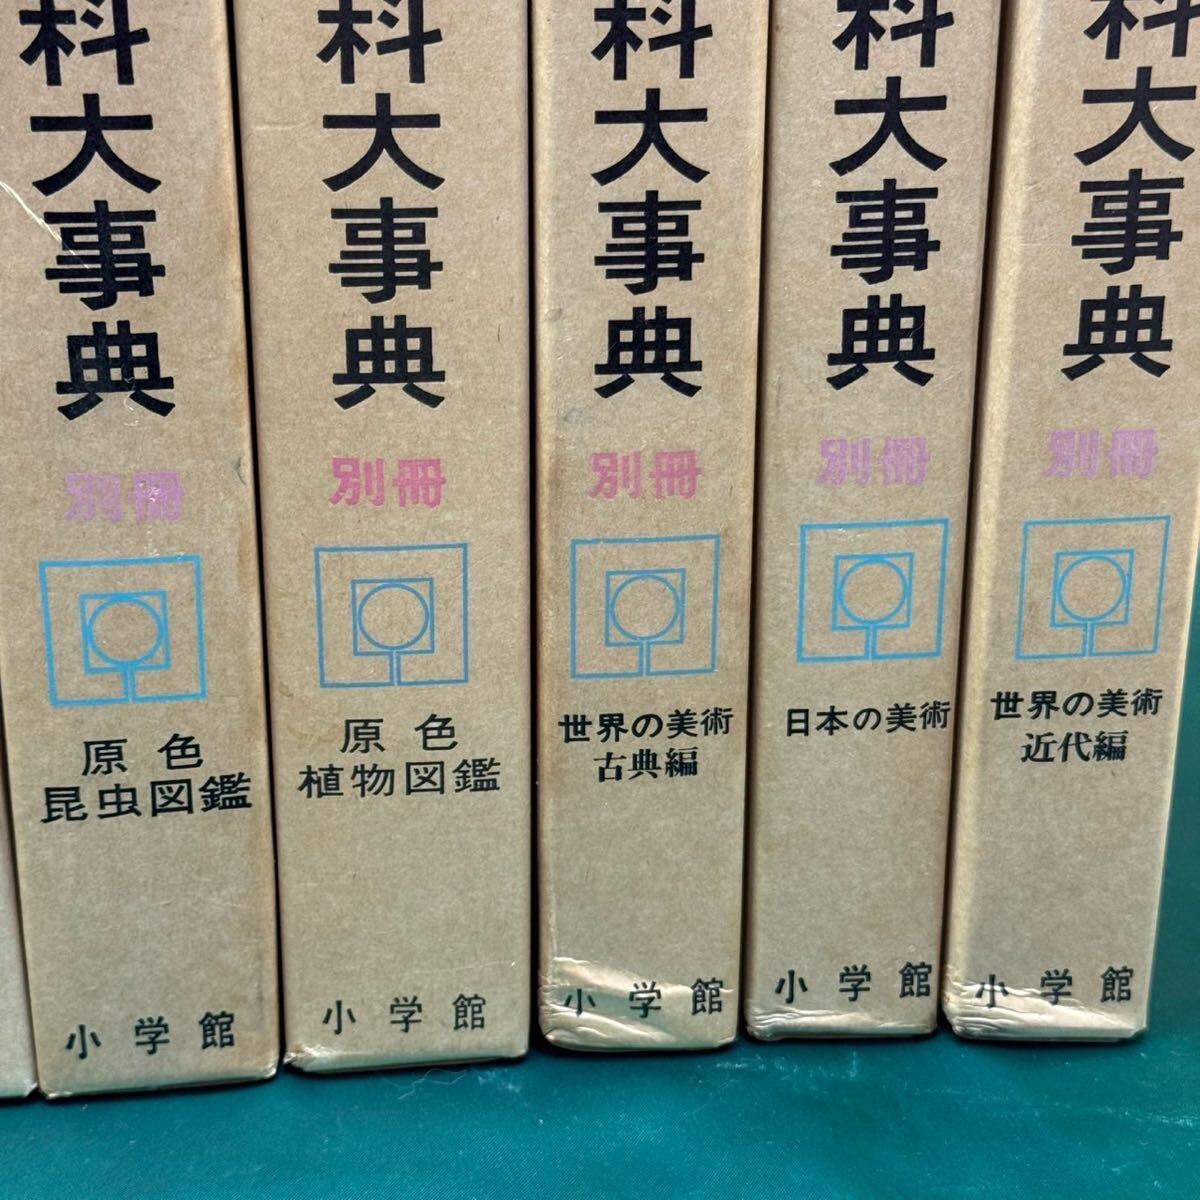 科大事典
別冊
原色
昆虫図鑑
小学館
科大事典
別冊
原色
植物図鑑
小学館
科大事典
別冊
世界の美術
古典編
小学館
科大事典
別冊
日本の美術
小学館
科大事典
別冊
世界の美術
近代編
小学館